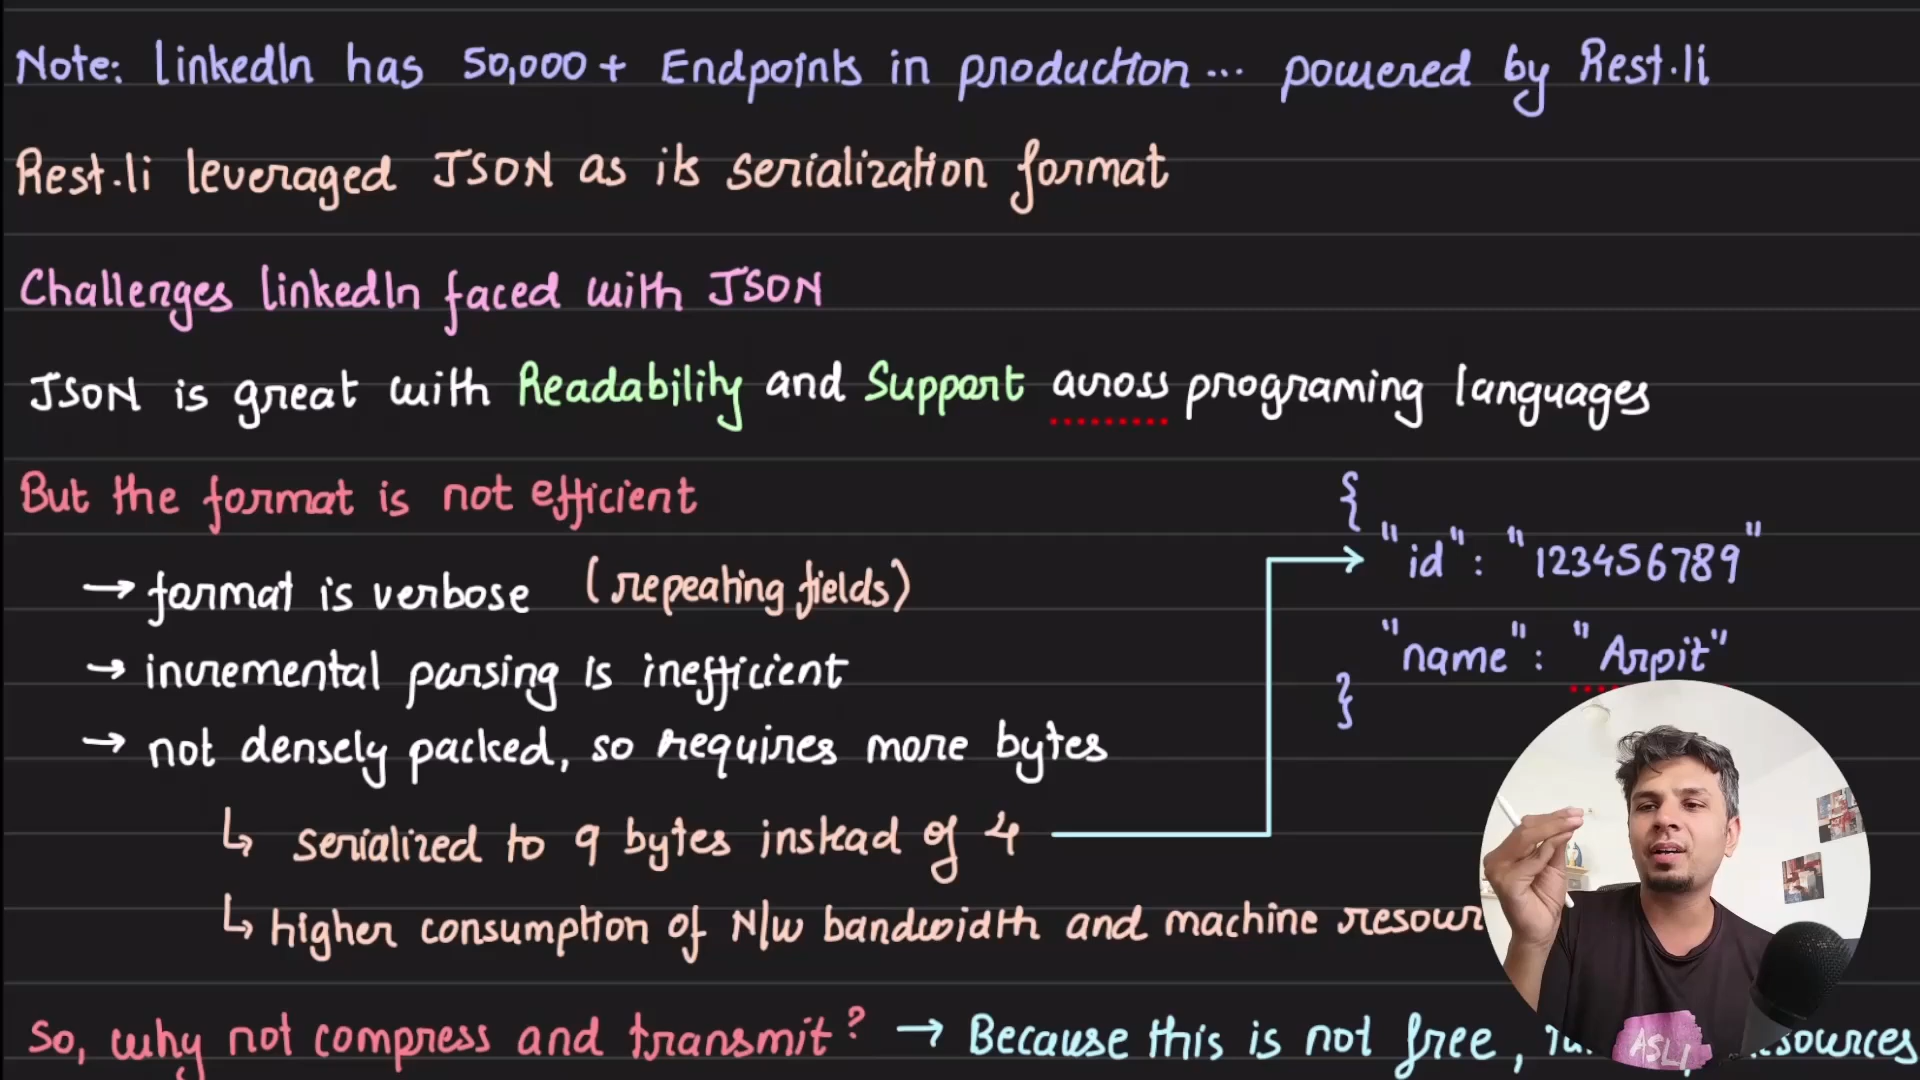 Note: LinkedIn has 50,000+ Endpoints in production... powered by Rest.li
Rest.li leveraged JSON as its serialization format
Challenges LinkedIn faced with JSON
JSON is great with Readability and Support across programing languages
But the format is not efficient
{
"id": "123456789"
→ format is verbose (repeating fields)
"name": "Arpit"
→ incremental parsing is inefficient
}
→ not densely packed, so requires more bytes
↳ serialized to 9 bytes instead of 4
↳ higher consumption of N/w bandwidth and machine
So, why not compress and transmit? → Because this is not free,
ASLI